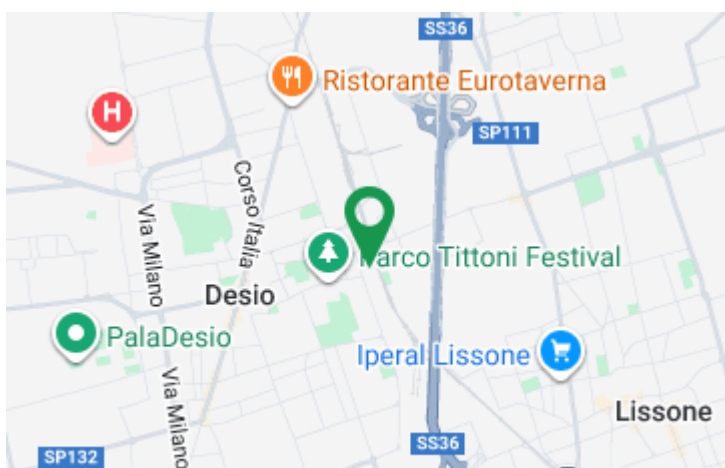 SS36
Ristorante Eurotaverna
H
SP111
Corso Italia
Via Milano
Parco Tittoni Festival
Desio
PalaDesio
Iperal Lissone
Via Milano
Lissone
SS36
SP132